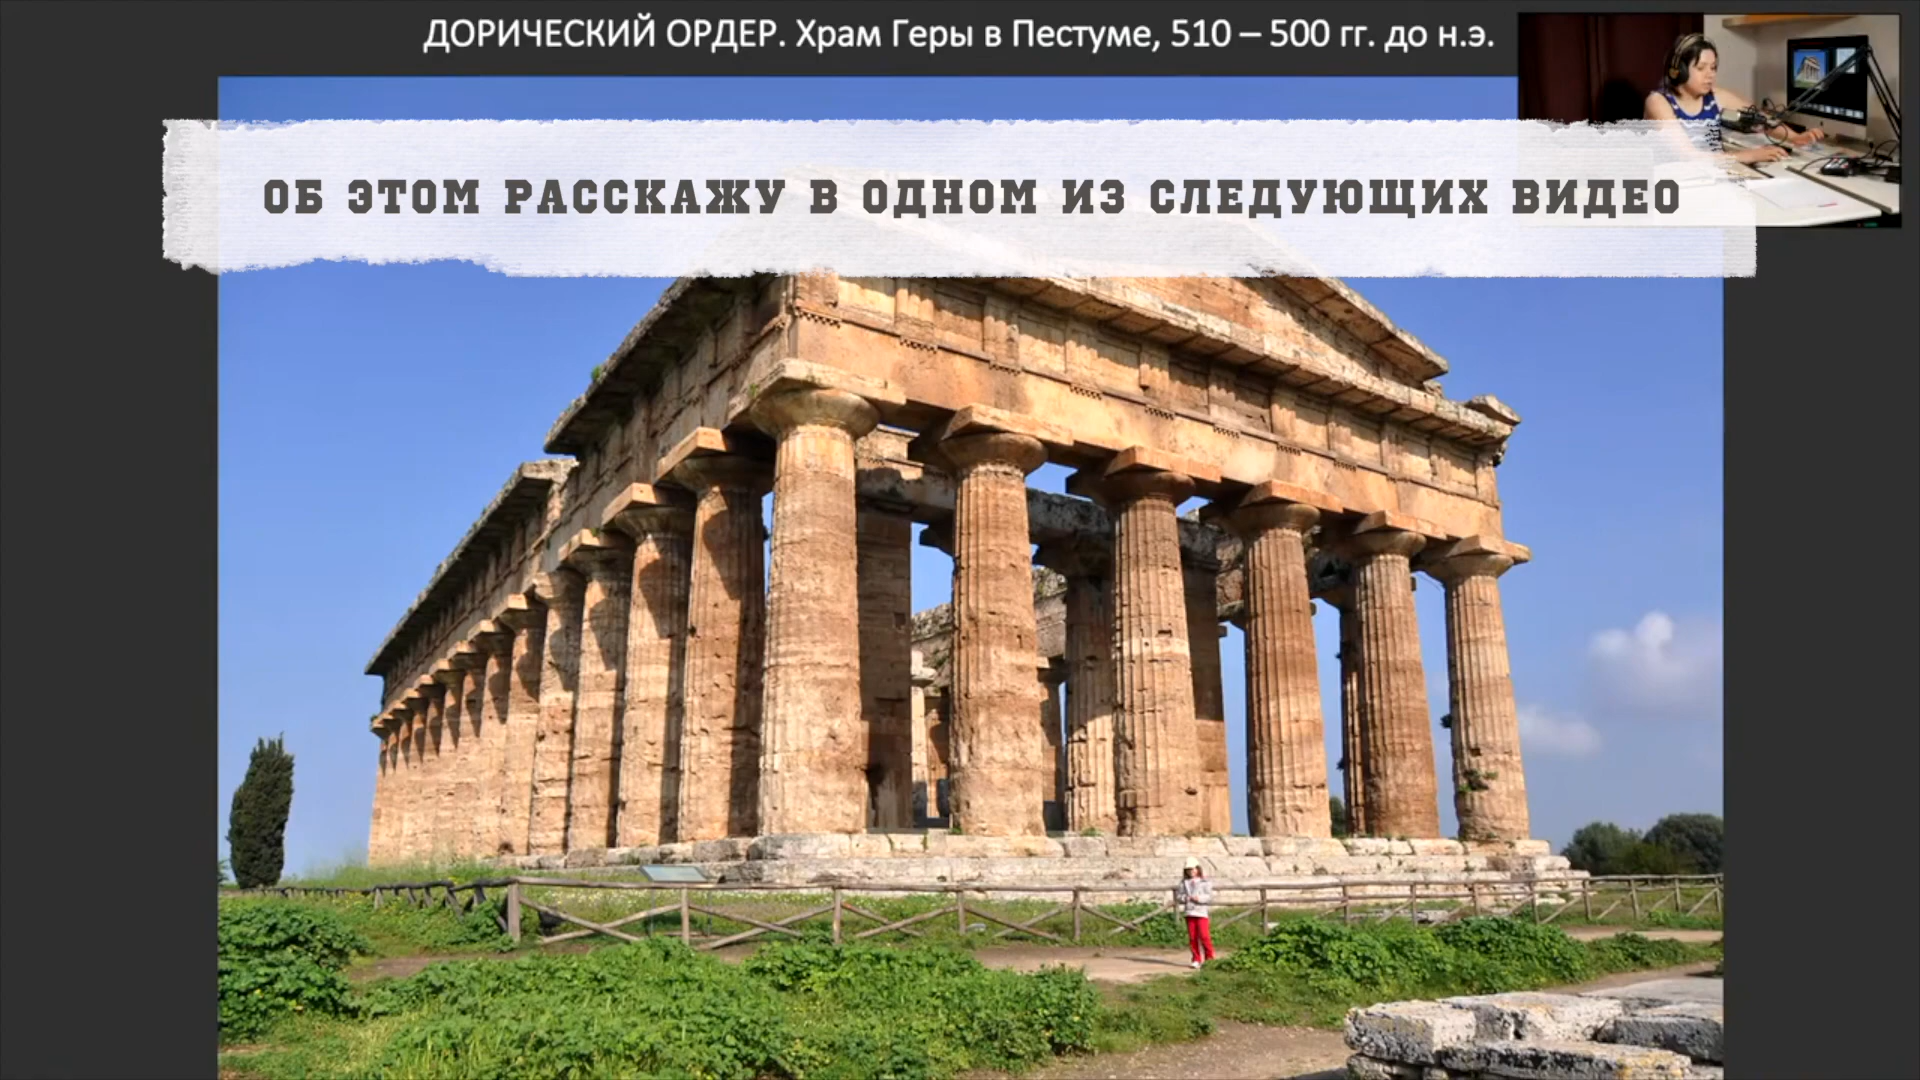 ДОРИЧЕСКИЙ ОРДЕР. Храм Геры в Пестуме, 510 – 500 гг. до н.э.
ОБ ЭТОМ РАССКАЖУ В ОДНОМ ИЗ СЛЕДУЮЩИХ ВИДЕО